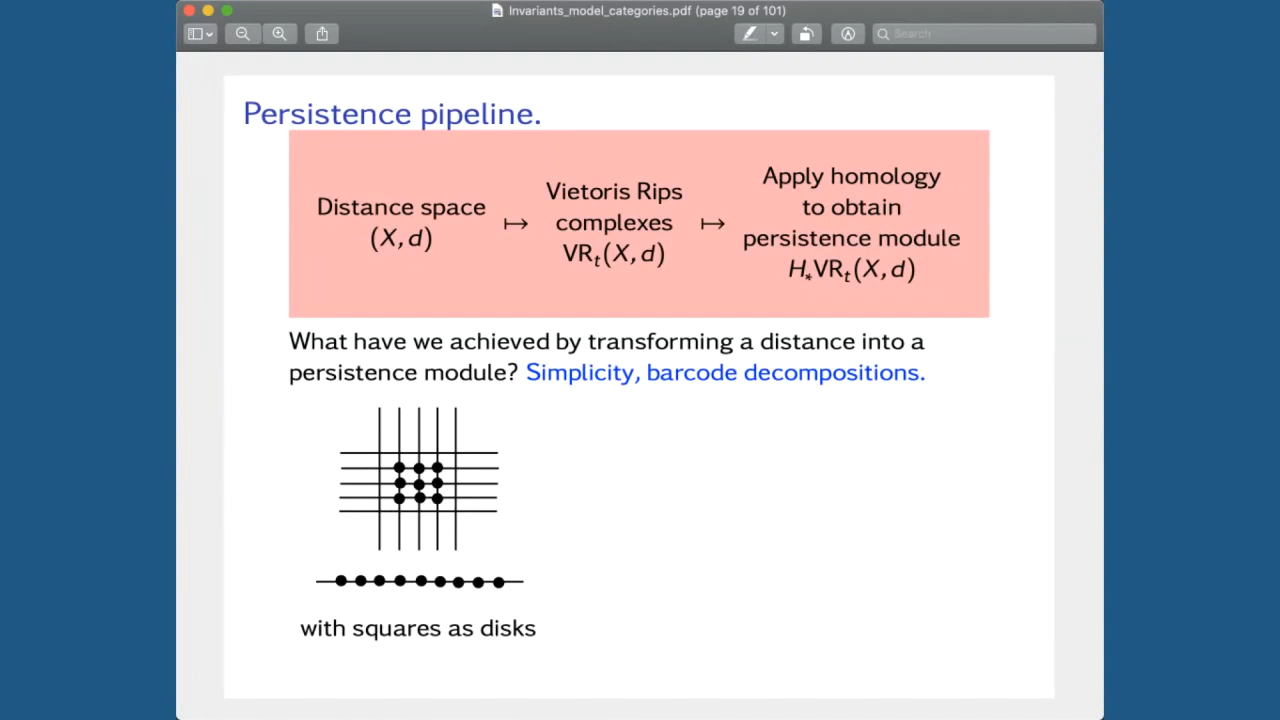 Invariants_model_categories.pdf (page 19 of 101)
Search
Persistence pipeline.
Distance space
(X, d)
↦
Vietoris Rips
complexes
VRₜ(X, d)
↦
Apply homology
to obtain
persistence module
H₎VRₜ(X, d)
What have we achieved by transforming a distance into a
persistence module? Simplicity, barcode decompositions.
with squares as disks